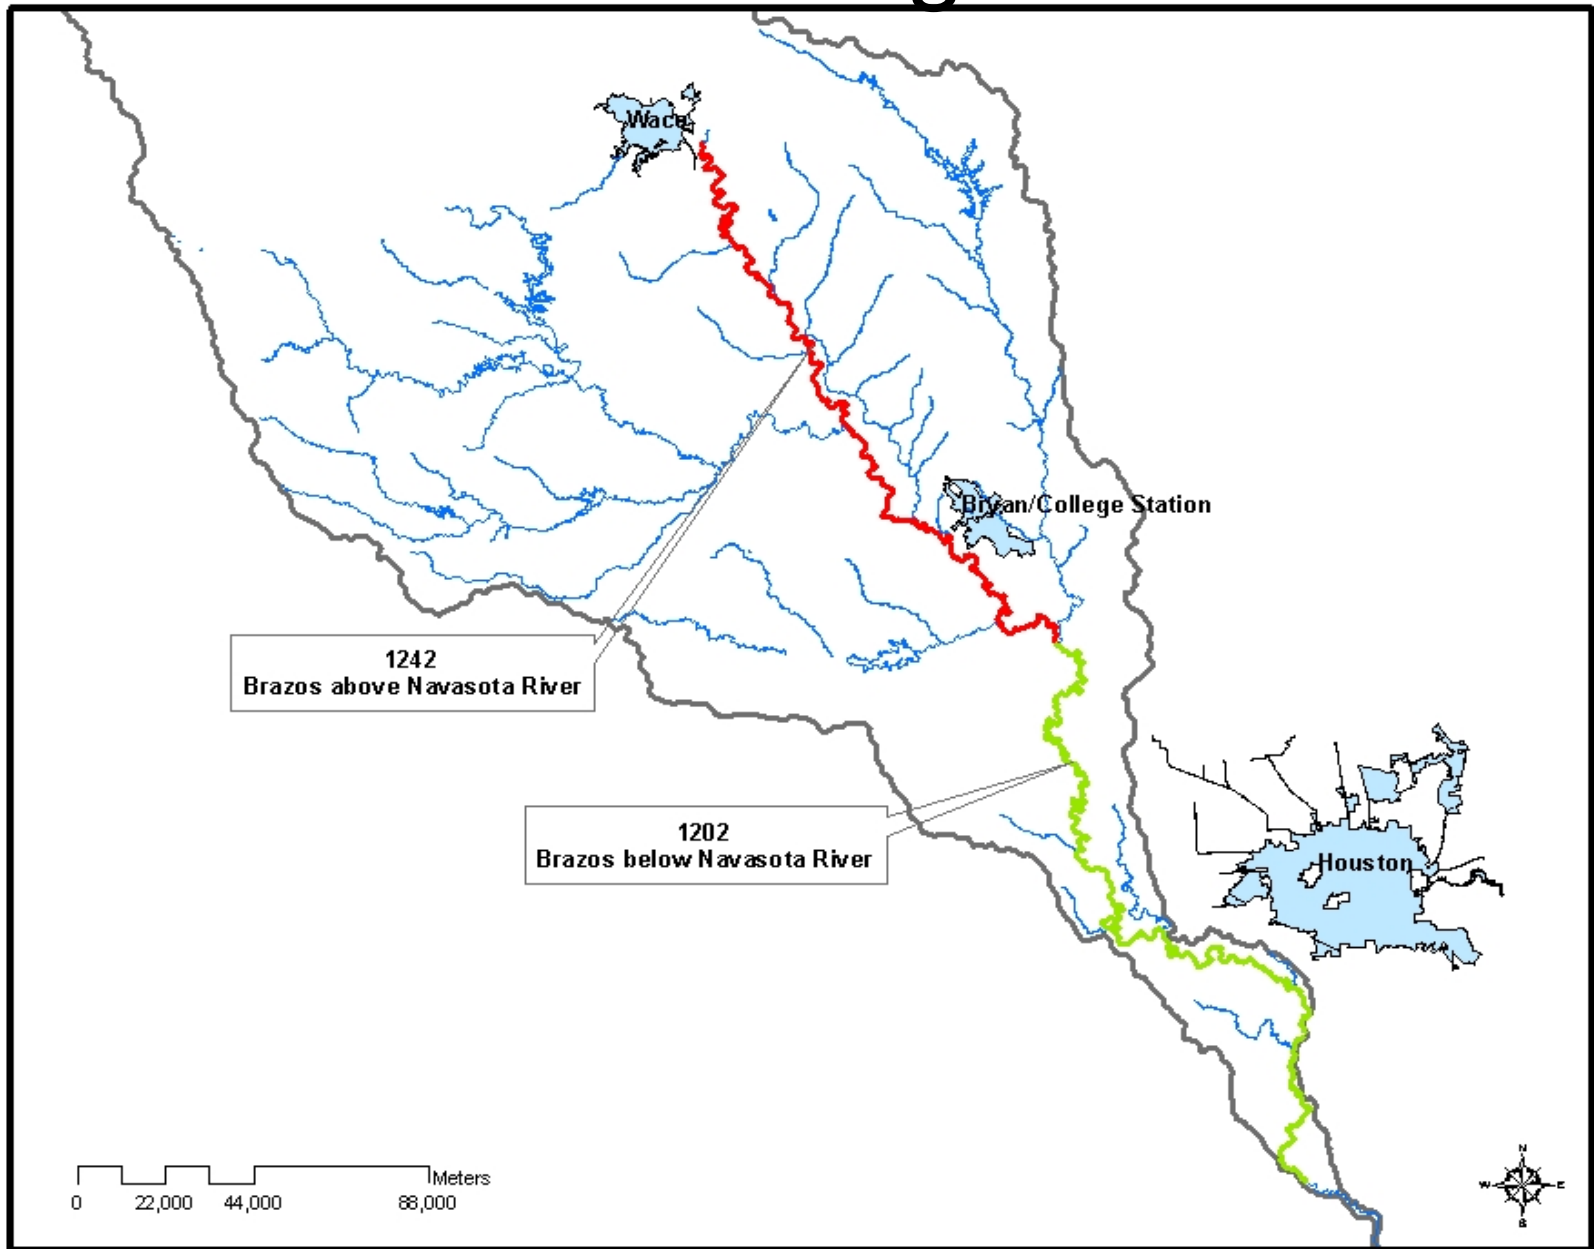 g
Waco
Bryan/College Station
1242
Brazos above Navasota River
1202
Brazos below Navasota River
Houston
Meters
0 22,000 44,000 88,000
N
W E
S